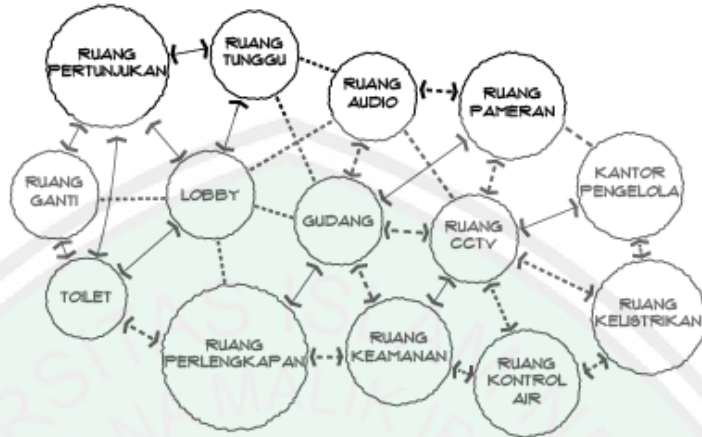 RUANG
PERTUNJUKAN
RUANG
TUNGGU
RUANG
AUDIO
RUANG
PAMERAN
RUANG
GANTI
LOBBY
GUDANG
RUANG
CCTV
KANTOR
PENGELOLA
TOILET
RUANG
PERLENGKAPAN
RUANG
KEAMANAN
RUANG
KONTROL
AIR
RUANG
KELISTRIKAN